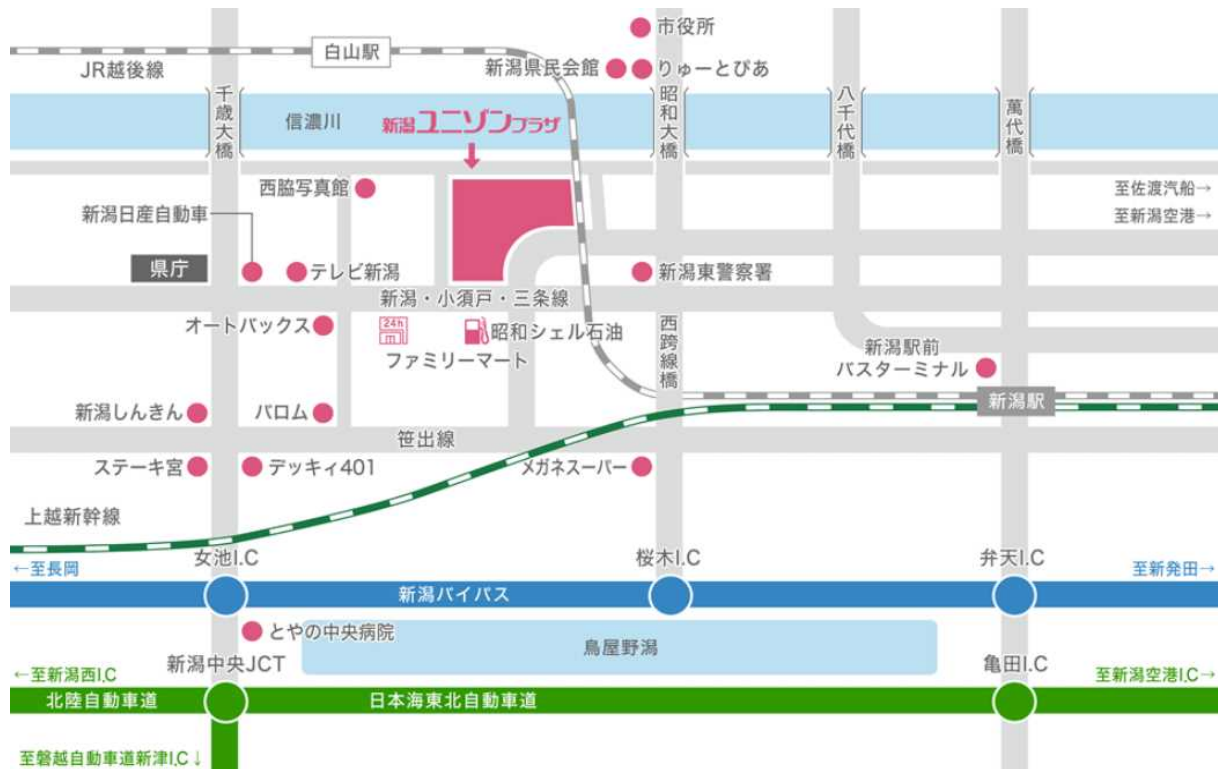 市役所
白山駅
JR越後線
新潟県民会館
りゅーとぴあ
千歳大橋
信濃川
新潟ユニゾンプラザ
昭和大橋
八千代橋
萬代橋
西脇写真館
至佐渡汽船→
新潟日産自動車
至新潟空港→
県庁
テレビ新潟
新潟東警察署
新潟・小須戸・三条線
オートバックス
24h
昭和シェル石油
西跨線橋
ファミリーマート
新潟駅前
バスターミナル
新潟駅
新潟しんきん
バロム
笹出線
ステーキ宮
デッキィ401
メガネスーパー
上越新幹線
女池I.C
桜木I.C
弁天I.C
←至長岡
至新発田→
新潟バイパス
とやの中央病院
鳥屋野潟
新潟中央JCT
亀田I.C
←至新潟西I.C
至新潟空港I.C→
北陸自動車道
日本海東北自動車道
至磐越自動車道新津I.C↓